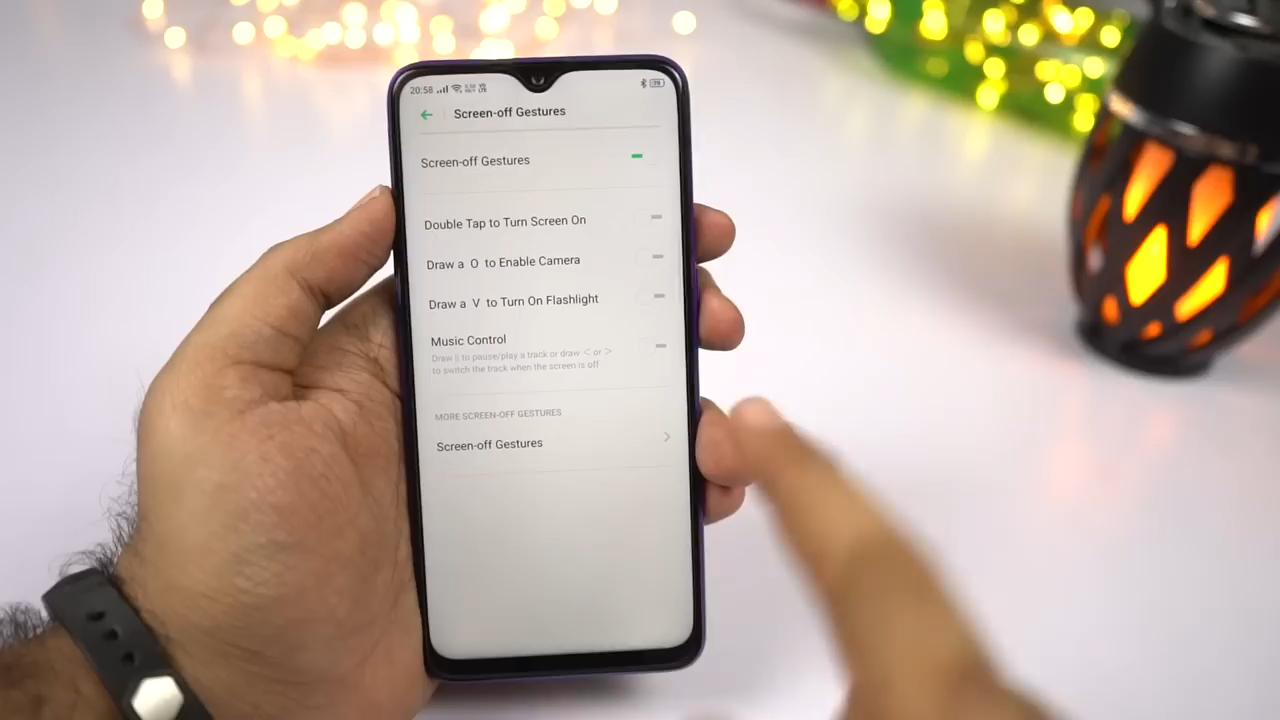 20:58
Screen-off Gestures
Screen-off Gestures
Double Tap to Turn Screen On
Draw a O to Enable Camera
Draw a V to Turn On Flashlight
Music Control
Draw || to pause/play a track or draw < or >
to switch the track when the screen is off
MORE SCREEN-OFF GESTURES
Screen-off Gestures